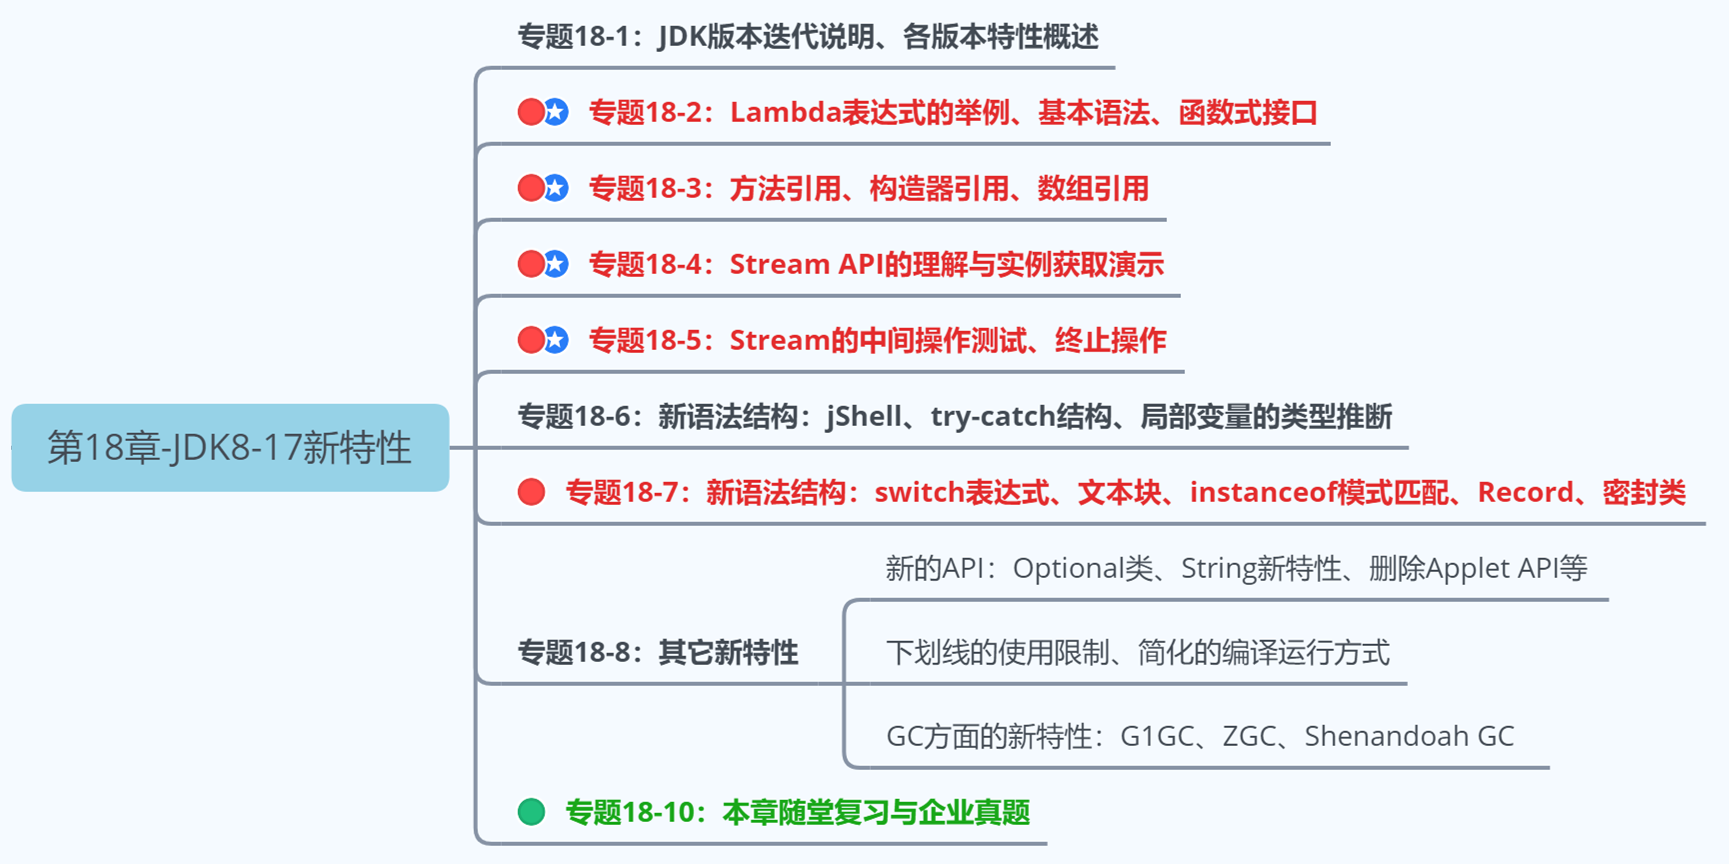 专题18-1：JDK版本迭代说明、各版本特性概述
专题18-2：Lambda表达式的举例、基本语法、函数式接口
专题18-3：方法引用、构造器引用、数组引用
专题18-4：Stream API的理解与实例获取演示
专题18-5：Stream的中间操作测试、终止操作
专题18-6：新语法结构：jShell、try-catch结构、局部变量的类型推断
第18章-JDK8-17新特性
专题18-7：新语法结构：switch表达式、文本块、instanceof模式匹配、Record、密封类
新的API：Optional类、String新特性、删除Applet API等
专题18-8：其它新特性
下划线的使用限制、简化的编译运行方式
GC方面的新特性：G1GC、ZGC、Shenandoah GC
专题18-10：本章随堂复习与企业真题